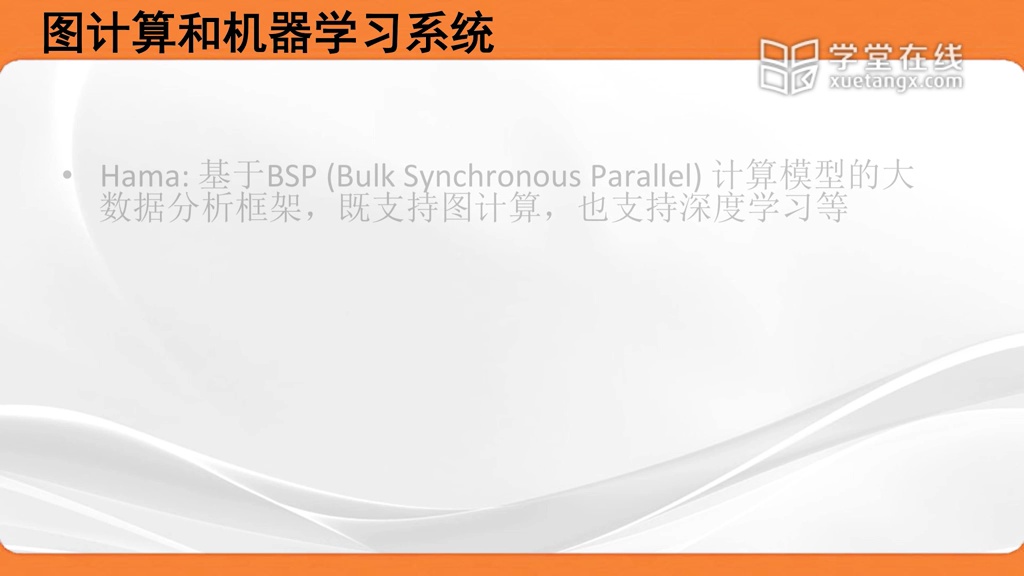 图计算和机器学习系统
学堂在线
xuetangx.com
• Hama: 基于BSP (Bulk Synchronous Parallel) 计算模型的大
数据分析框架，既支持图计算，也支持深度学习等